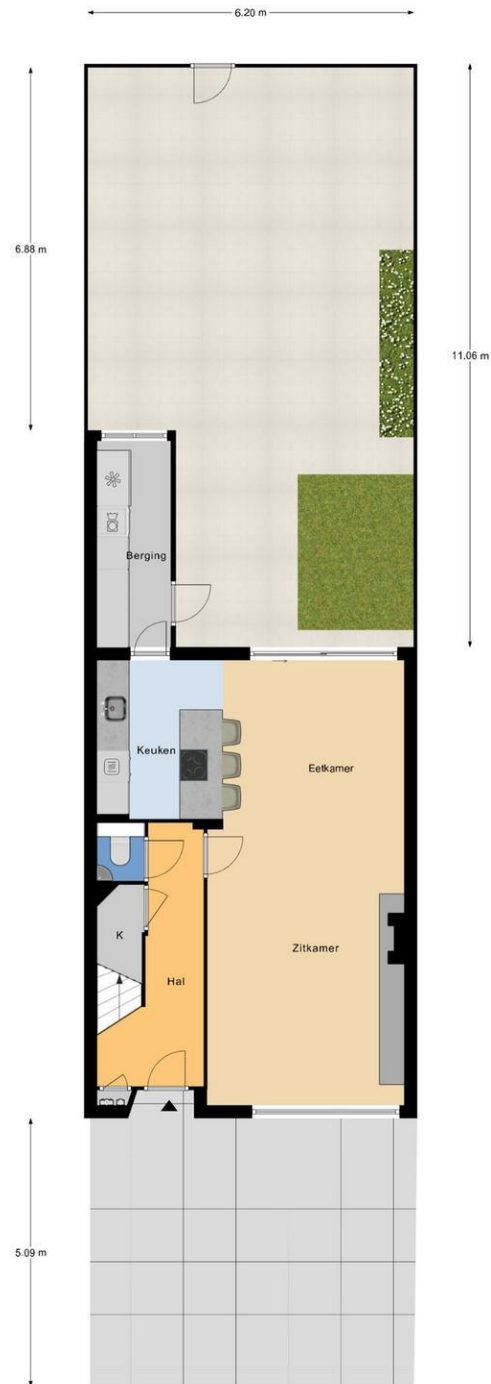 6.20 m
6.88 m
11.06 m
Berging
Keuken
Eetkamer
K
Zitkamer
Hal
5.09 m